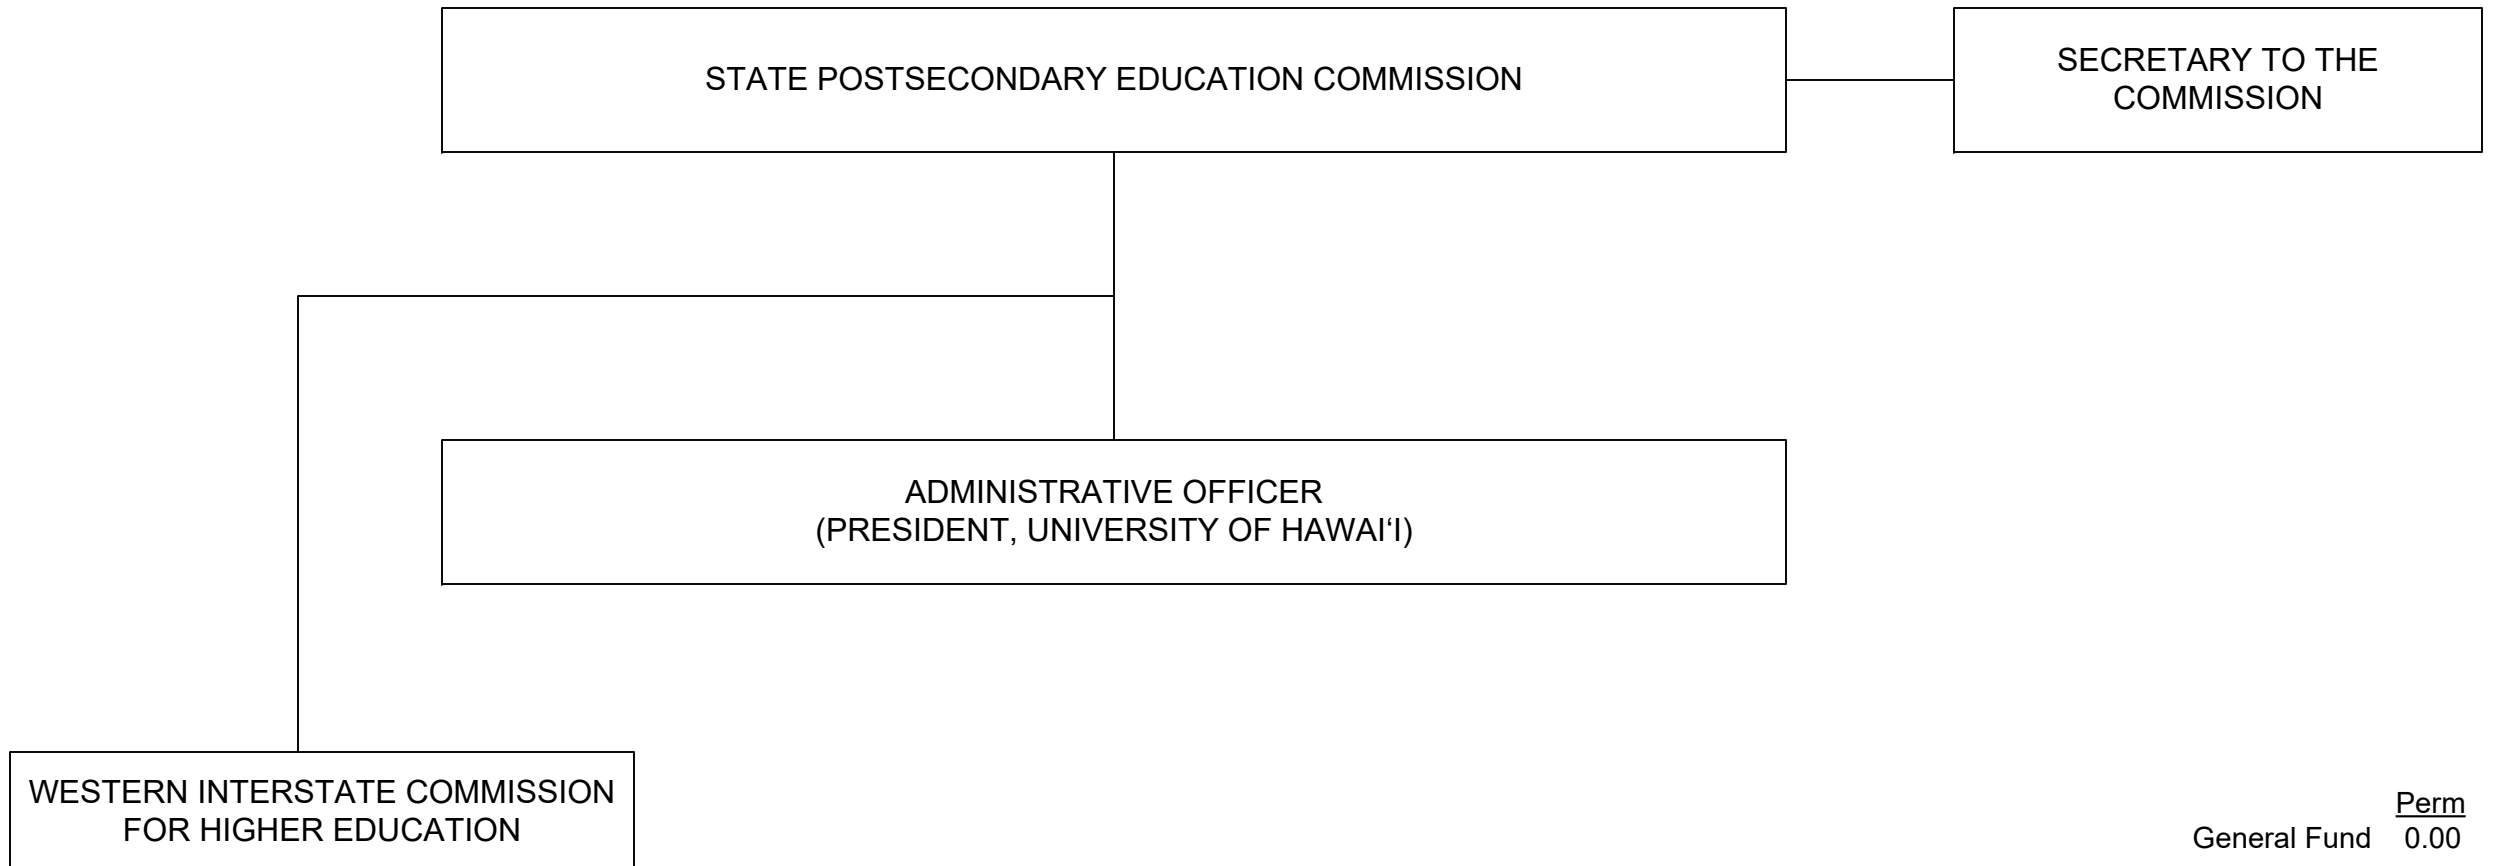 STATE POSTSECONDARY EDUCATION COMMISSION
SECRETARY TO THE
COMMISSION
ADMINISTRATIVE OFFICER
(PRESIDENT, UNIVERSITY OF HAWAIʻI)
WESTERN INTERSTATE COMMISSION
FOR HIGHER EDUCATION
Perm
General Fund 0.00